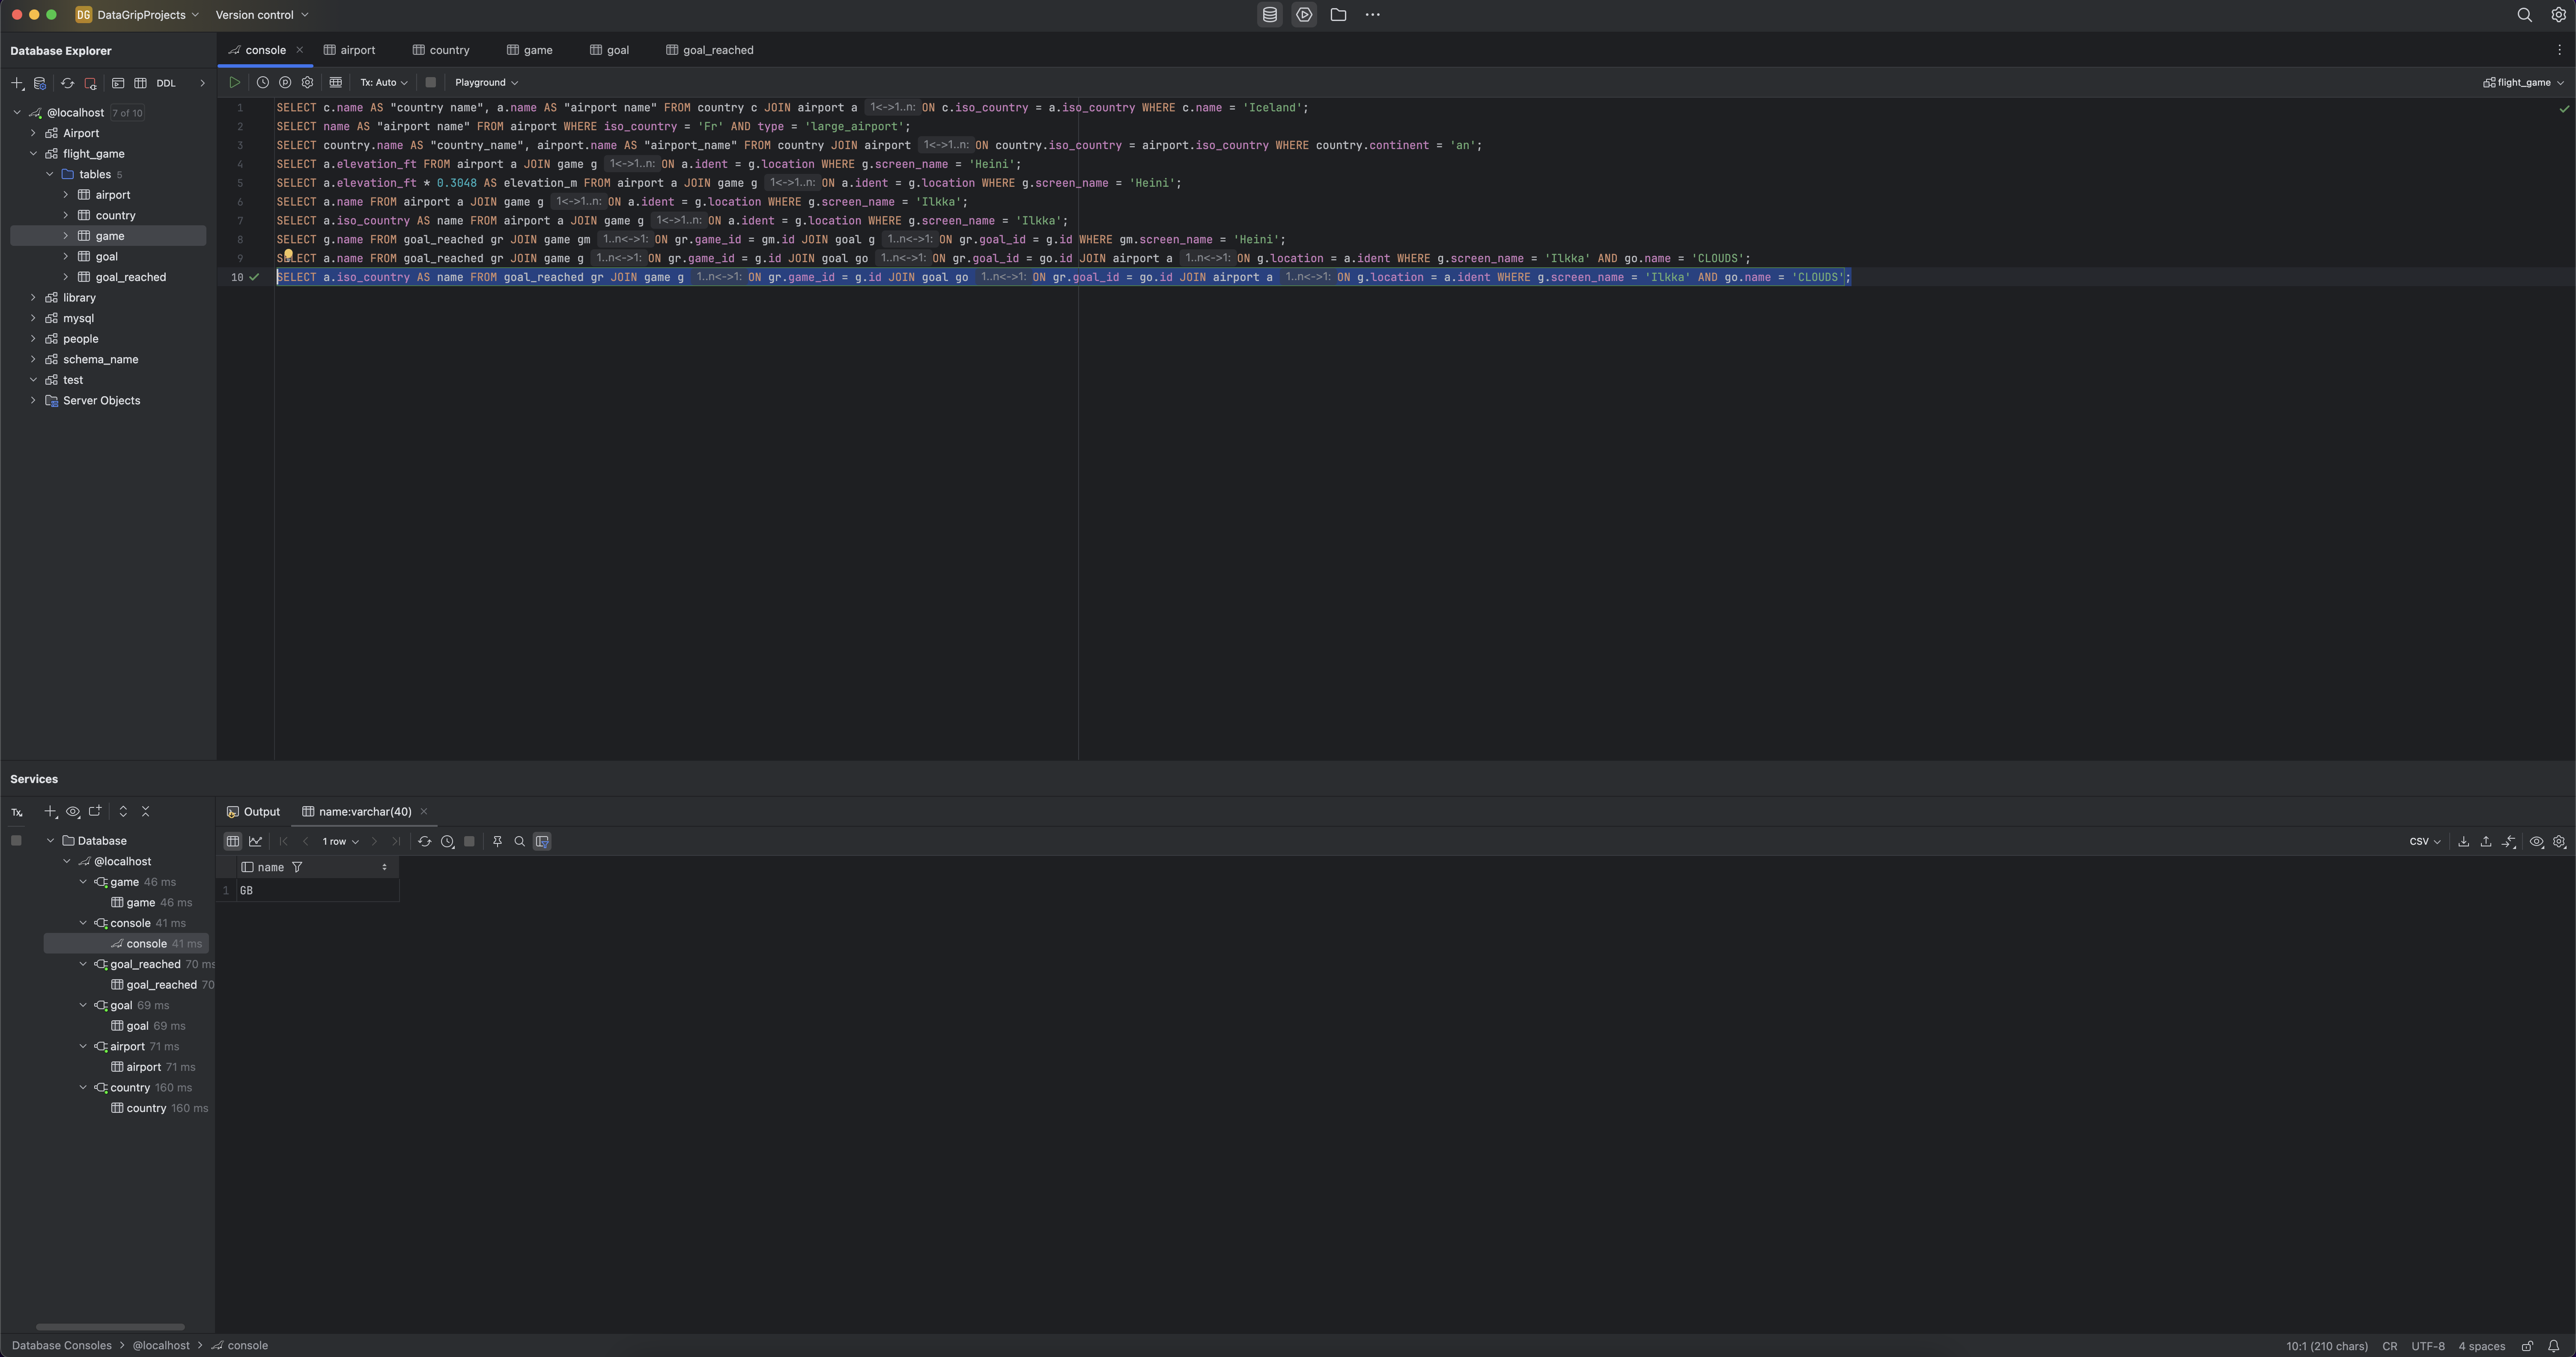 DG DataGripProjects Version control
Database Explorer
console airport country game goal goal_reached
DDL
Tx: Auto Playground flight_game
@localhost 7 of 10
Airport
flight_game
tables 5
airport
country
game
goal
goal_reached
library
mysql
people
schema_name
test
Server Objects
1 SELECT c.name AS "country name", a.name AS "airport name" FROM country c JOIN airport a 1<->1..n: ON c.iso_country = a.iso_country WHERE c.name = 'Iceland';
2 SELECT name AS "airport name" FROM airport WHERE iso_country = 'Fr' AND type = 'large_airport';
3 SELECT country.name AS "country_name", airport.name AS "airport_name" FROM country JOIN airport 1<->1..n: ON country.iso_country = airport.iso_country WHERE country.continent = 'an';
4 SELECT a.elevation_ft FROM airport a JOIN game g 1<->1..n: ON a.ident = g.location WHERE g.screen_name = 'Heini';
5 SELECT a.elevation_ft * 0.3048 AS elevation_m FROM airport a JOIN game g 1<->1..n: ON a.ident = g.location WHERE g.screen_name = 'Heini';
6 SELECT a.name FROM airport a JOIN game g 1<->1..n: ON a.ident = g.location WHERE g.screen_name = 'Ilkka';
7 SELECT a.iso_country AS name FROM airport a JOIN game g 1<->1..n: ON a.ident = g.location WHERE g.screen_name = 'Ilkka';
8 SELECT g.name FROM goal_reached gr JOIN game gm 1..n<->1: ON gr.game_id = gm.id JOIN goal g 1..n<->1: ON gr.goal_id = g.id WHERE gm.screen_name = 'Heini';
9 SELECT a.name FROM goal_reached gr JOIN game g 1..n<->1: ON gr.game_id = g.id JOIN goal go 1..n<->1: ON gr.goal_id = go.id JOIN airport a 1..n<->1: ON g.location = a.ident WHERE g.screen_name = 'Ilkka' AND go.name = 'CLOUDS';
10 SELECT a.iso_country AS name FROM goal_reached gr JOIN game g 1..n<->1: ON gr.game_id = g.id JOIN goal go 1..n<->1: ON gr.goal_id = go.id JOIN airport a 1..n<->1: ON g.location = a.ident WHERE g.screen_name = 'Ilkka' AND go.name = 'CLOUDS';
Services
Tx
Database
@localhost
game 46 ms
game 46 ms
console 41 ms
console 41 ms
goal_reached 70 ms
goal_reached 70
goal 69 ms
goal 69 ms
airport 71 ms
airport 71 ms
country 160 ms
country 160 ms
Output name:varchar(40)
1 row CSV
name
1 GB
Database Consoles > @localhost > console 10:1 (210 chars) CR UTF-8 4 spaces